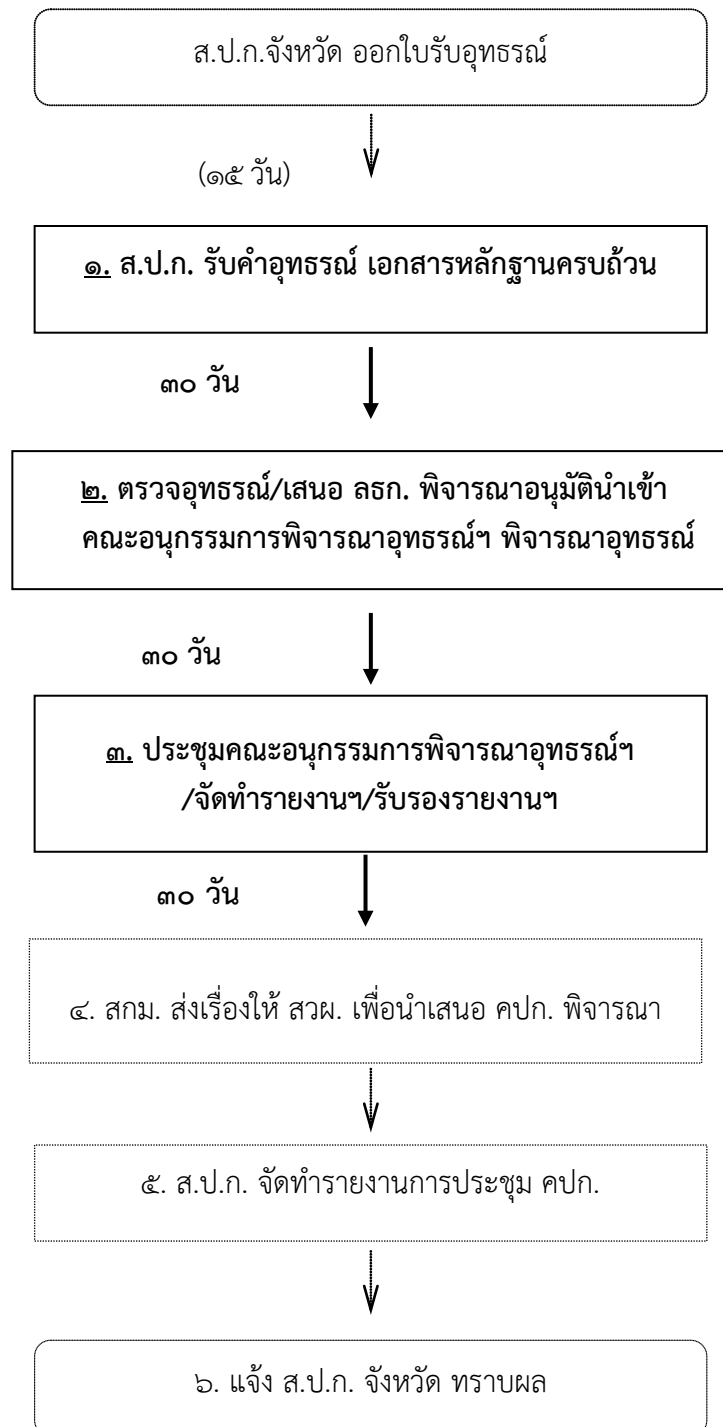 ส.ป.ก.จังหวัด ออกใบรับอุทธรณ์
(๑๕ วัน)
๑. ส.ป.ก. รับคำอุทธรณ์ เอกสารหลักฐานครบถ้วน
๓๐ วัน
๒. ตรวจอุทธรณ์/เสนอ ลธก. พิจารณาอนุมัตินำเข้า
คณะอนุกรรมการพิจารณาอุทธรณ์ฯ พิจารณาอุทธรณ์
๓๐ วัน
๓. ประชุมคณะอนุกรรมการพิจารณาอุทธรณ์ฯ
/จัดทำรายงานฯ/รับรองรายงานฯ
๓๐ วัน
๔. สกม. ส่งเรื่องให้ สวผ. เพื่อนำเสนอ คปก. พิจารณา
๕. ส.ป.ก. จัดทำรายงานการประชุม คปก.
๖. แจ้ง ส.ป.ก. จังหวัด ทราบผล